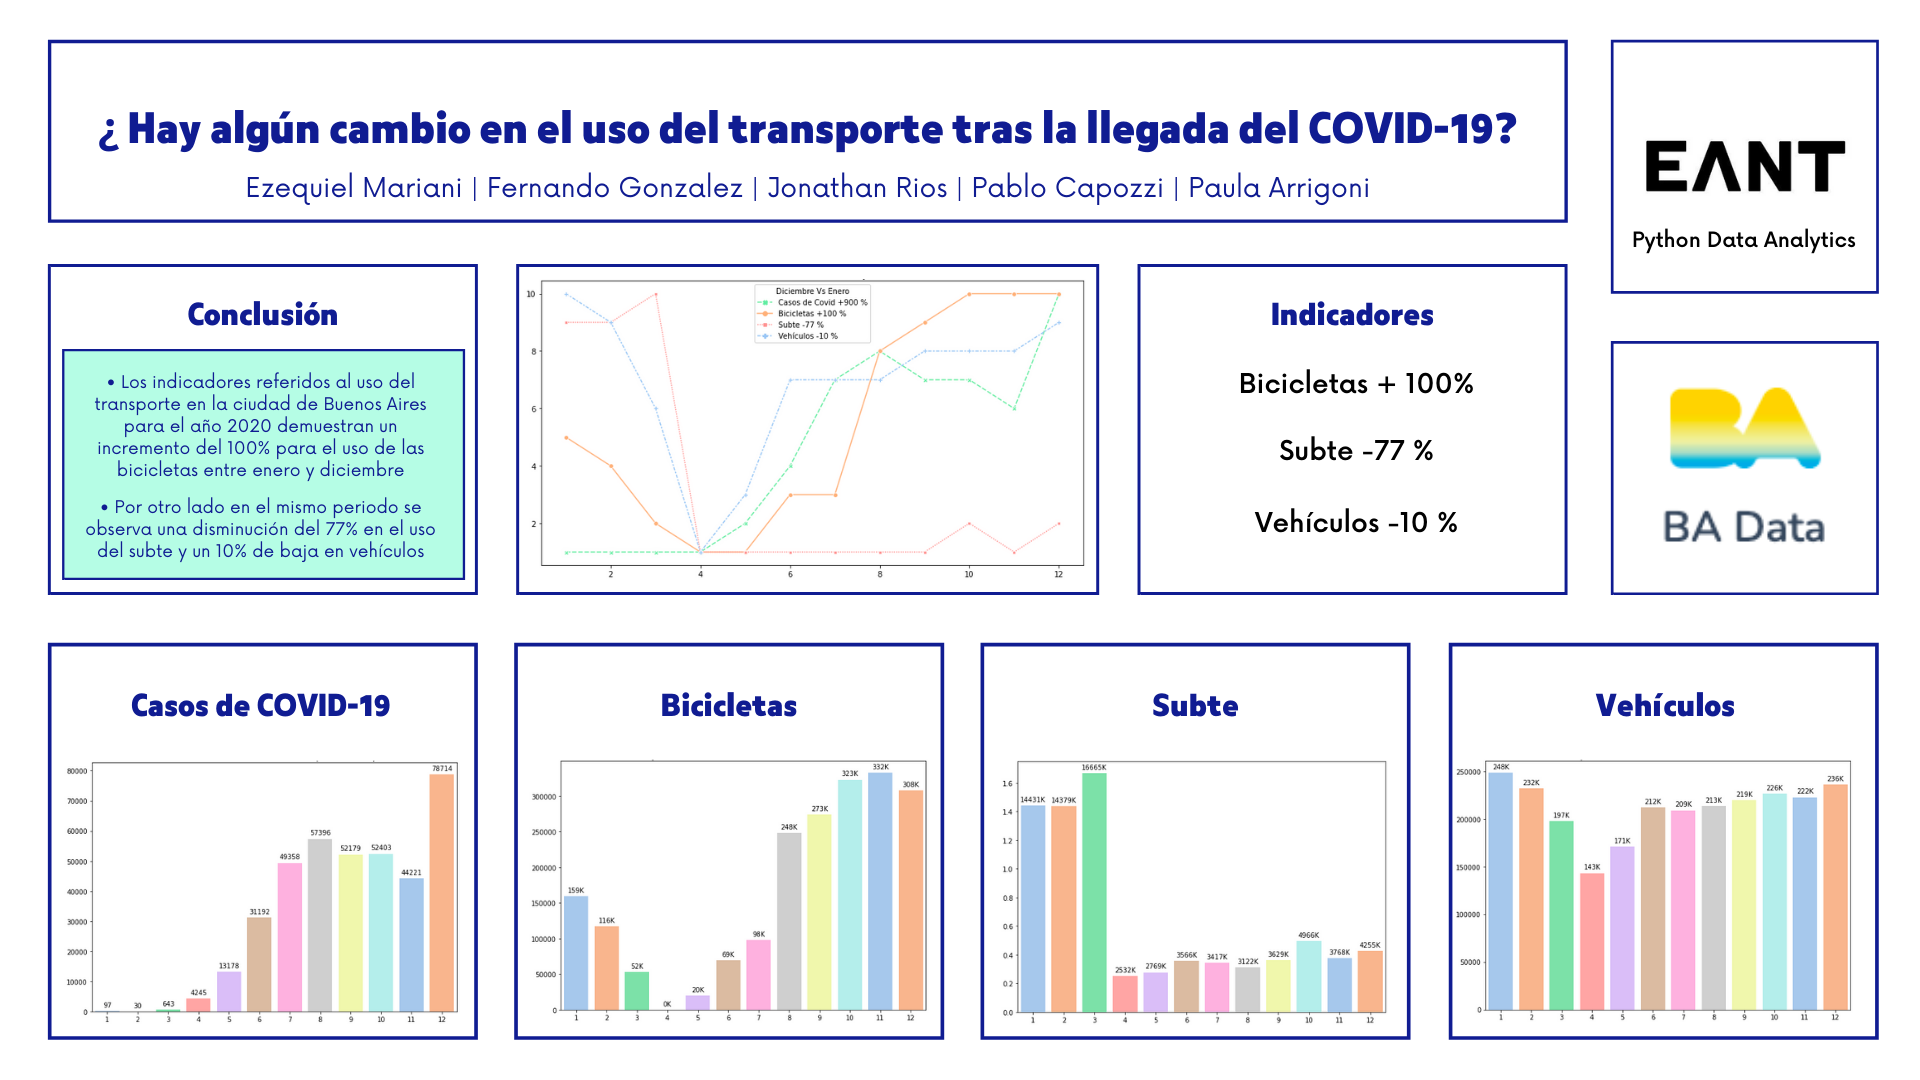 ¿ Hay algún cambio en el uso del transporte tras la llegada del COVID-19?
Ezequiel Mariani | Fernando Gonzalez | Jonathan Rios | Pablo Capozzi | Paula Arrigoni
EANT
Python Data Analytics
Conclusión
• Los indicadores referidos al uso del
transporte en la ciudad de Buenos Aires
para el año 2020 demuestran un
incremento del 100% para el uso de las
bicicletas entre enero y diciembre
• Por otro lado en el mismo periodo se
observa una disminución del 77% en el uso
del subte y un 10% de baja en vehículos
Diciembre Vs Enero
Casos de Covid +900 %
Bicicletas +100 %
Subte -77 %
Vehículos -10 %
10
8
6
4
2
2 4 6 8 10 12
Indicadores
Bicicletas + 100%
Subte -77 %
Vehículos -10 %
BA
BA Data
Casos de COVID-19
80000
70000
60000
50000
40000
30000
20000
10000
0
97 30 643 4245 13178 31192 49358 57396 52179 52403 44221 78714
1 2 3 4 5 6 7 8 9 10 11 12
Bicicletas
300000
250000
200000
150000
100000
50000
0
159K 116K 52K 0K 20K 69K 98K 248K 273K 323K 332K 308K
1 2 3 4 5 6 7 8 9 10 11 12
Subte
1.6
1.4
1.2
1.0
0.8
0.6
0.4
0.2
0.0
14431K 14379K 16665K 2532K 2769K 3566K 3417K 3122K 3629K 4966K 3768K 4255K
1 2 3 4 5 6 7 8 9 10 11 12
Vehículos
250000
200000
150000
100000
50000
0
248K 232K 197K 143K 171K 212K 209K 213K 219K 226K 222K 236K
1 2 3 4 5 6 7 8 9 10 11 12